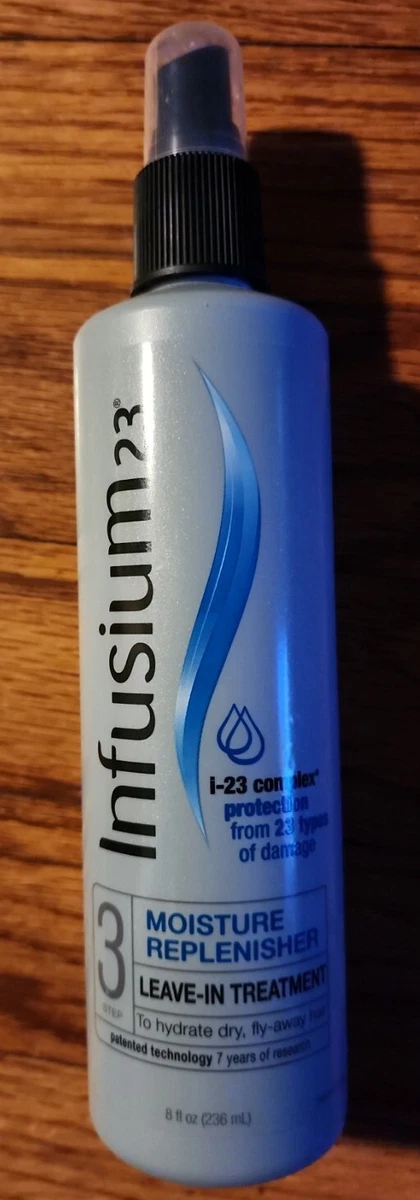 Infusium 23®
i-23 complex*
protection
from 23 types
of damage
3
STEP
MOISTURE
REPLENISHER
LEAVE-IN TREATMENT
To hydrate dry, fly-away hair
patented technology 7 years of research
8 fl oz (236 mL)